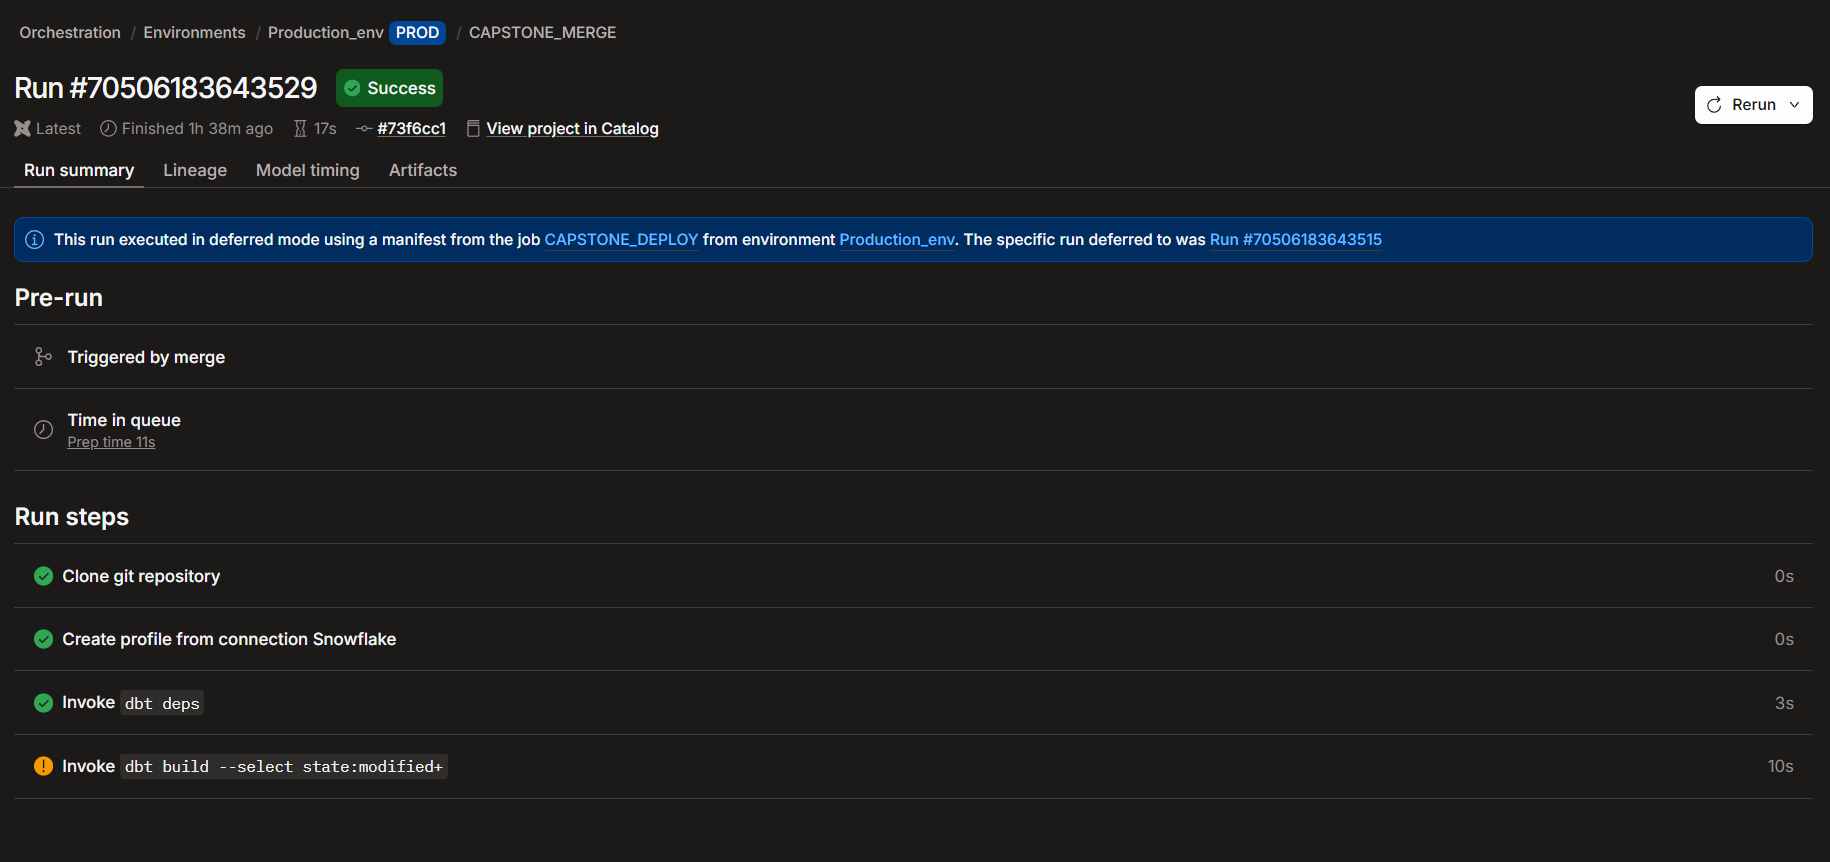 Orchestration / Environments / Production_env PROD / CAPSTONE_MERGE
Run #70506183643529 Success
Rerun
Latest Finished 1h 38m ago 17s #73f6cc1 View project in Catalog
Run summary Lineage Model timing Artifacts
This run executed in deferred mode using a manifest from the job CAPSTONE_DEPLOY from environment Production_env. The specific run deferred to was Run #70506183643515
Pre-run
Triggered by merge
Time in queue
Prep time 11s
Run steps
Clone git repository 0s
Create profile from connection Snowflake 0s
Invoke dbt deps 3s
Invoke dbt build --select state:modified+ 10s